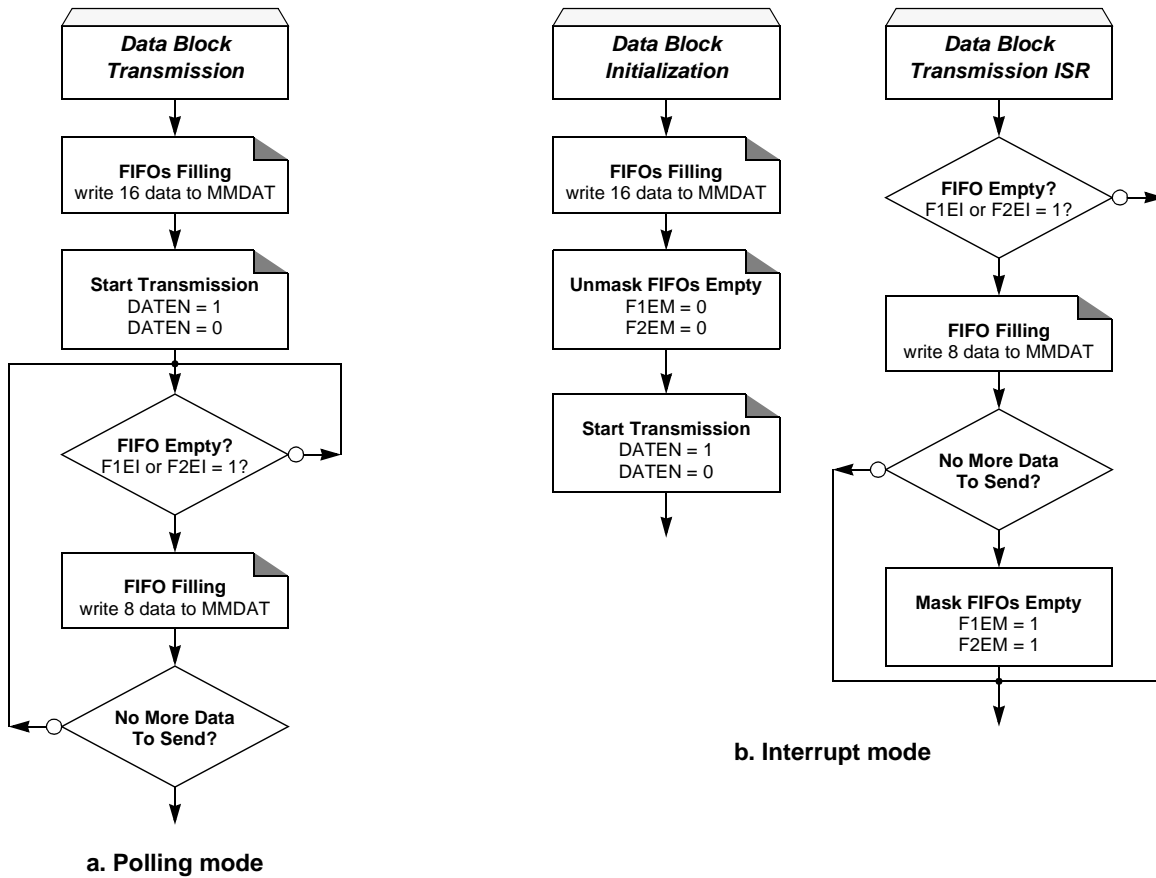 Data Block
Transmission
FIFOs Filling
write 16 data to MMDAT
Start Transmission
DATEN = 1
DATEN = 0
FIFO Empty?
F1EI or F2EI = 1?
FIFO Filling
write 8 data to MMDAT
No More Data
To Send?
a. Polling mode
Data Block
Initialization
FIFOs Filling
write 16 data to MMDAT
Unmask FIFOs Empty
F1EM = 0
F2EM = 0
Start Transmission
DATEN = 1
DATEN = 0
Data Block
Transmission ISR
FIFO Empty?
F1EI or F2EI = 1?
FIFO Filling
write 8 data to MMDAT
No More Data
To Send?
Mask FIFOs Empty
F1EM = 1
F2EM = 1
b. Interrupt mode